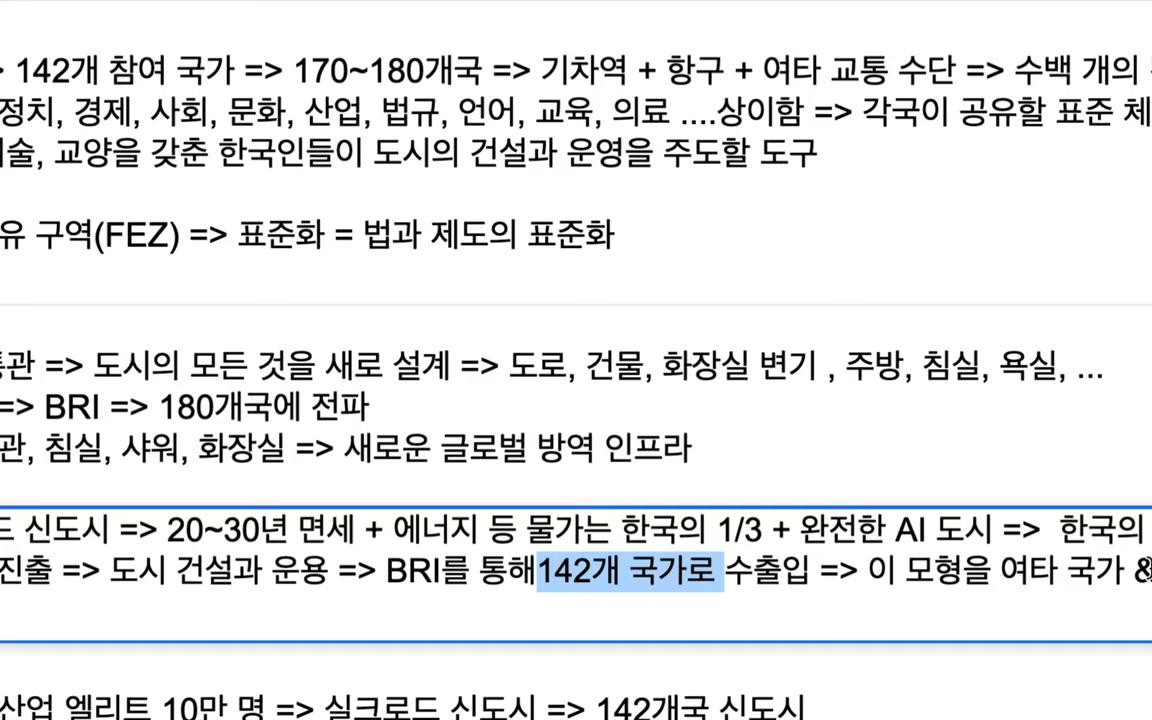 142개 참여 국가 => 170~180개국 => 기차역 + 항구 + 여타 교통 수단 => 수백 개의
정치, 경제, 사회, 문화, 산업, 법규, 언어, 교육, 의료 ....상이함 => 각국이 공유할 표준 체
술, 교양을 갖춘 한국인들이 도시의 건설과 운영을 주도할 도구
유 구역(FEZ) => 표준화 = 법과 제도의 표준화
관 => 도시의 모든 것을 새로 설계 => 도로, 건물, 화장실 변기 , 주방, 침실, 욕실, ...
=> BRI => 180개국에 전파
관, 침실, 샤워, 화장실 => 새로운 글로벌 방역 인프라
드 신도시 => 20~30년 면세 + 에너지 등 물가는 한국의 1/3 + 완전한 AI 도시 => 한국의
진출 => 도시 건설과 운용 => BRI를 통해142개 국가로 수출입 => 이 모형을 여타 국가 &
산업 엘리트 10만 명 => 실크로드 신도시 => 142개국 신도시